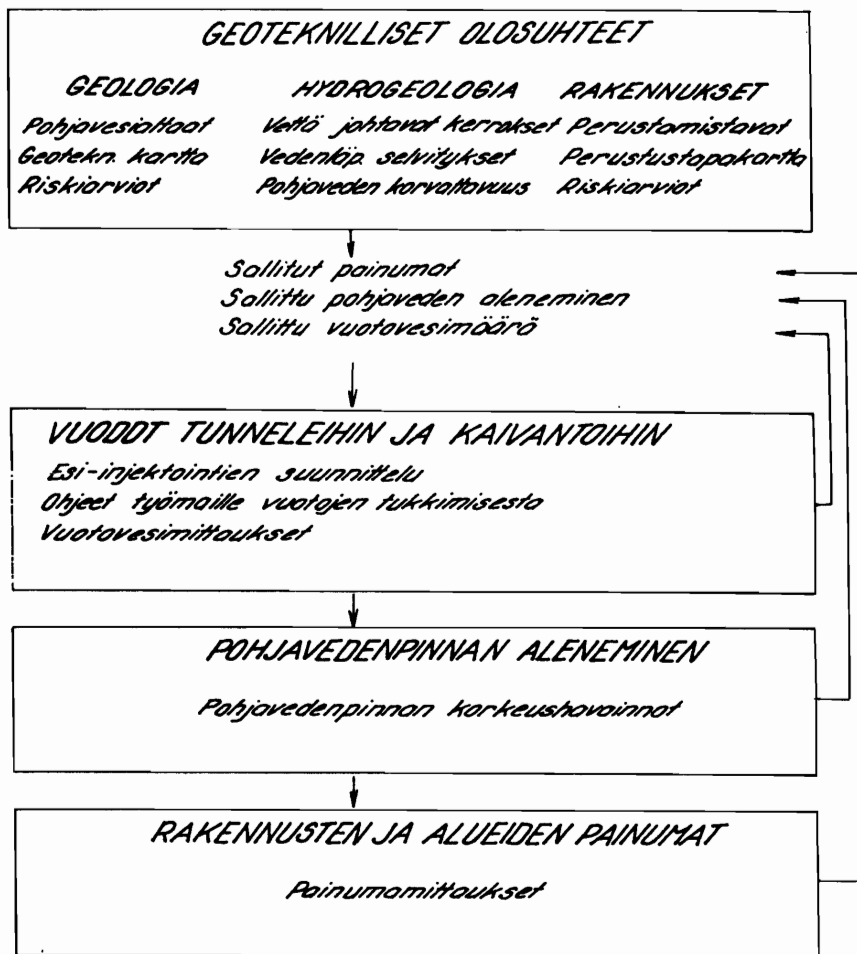 GEOTEKNILLISET OLOSUHTEET
GEOLOGIA HYDROGEOLOGIA RAKENNUKSET
Pohjavesialtaat Vettä johtavat kerrokset Perustamistavat
Geotekn. kartta Vedenläp. selvitykset Perustustapakartta
Riskiarviot Pohjaveden korvattavuus Riskiarviot
Sallitut painumat
Sallittu pohjaveden aleneminen
Sallittu vuotovesimäärä
VUODOT TUNNELEIHIN JA KAIVANTOIHIN
Esi-injektointien suunnittelu
Ohjeet työmaille vuotojen tukkimisesta
Vuotovesimittaukset
POHJAVEDENPINNAN ALENEMINEN
Pohjavedenpinnan korkeushavainnot
RAKENNUSTEN JA ALUEIDEN PAINUMAT
Painumamittaukset